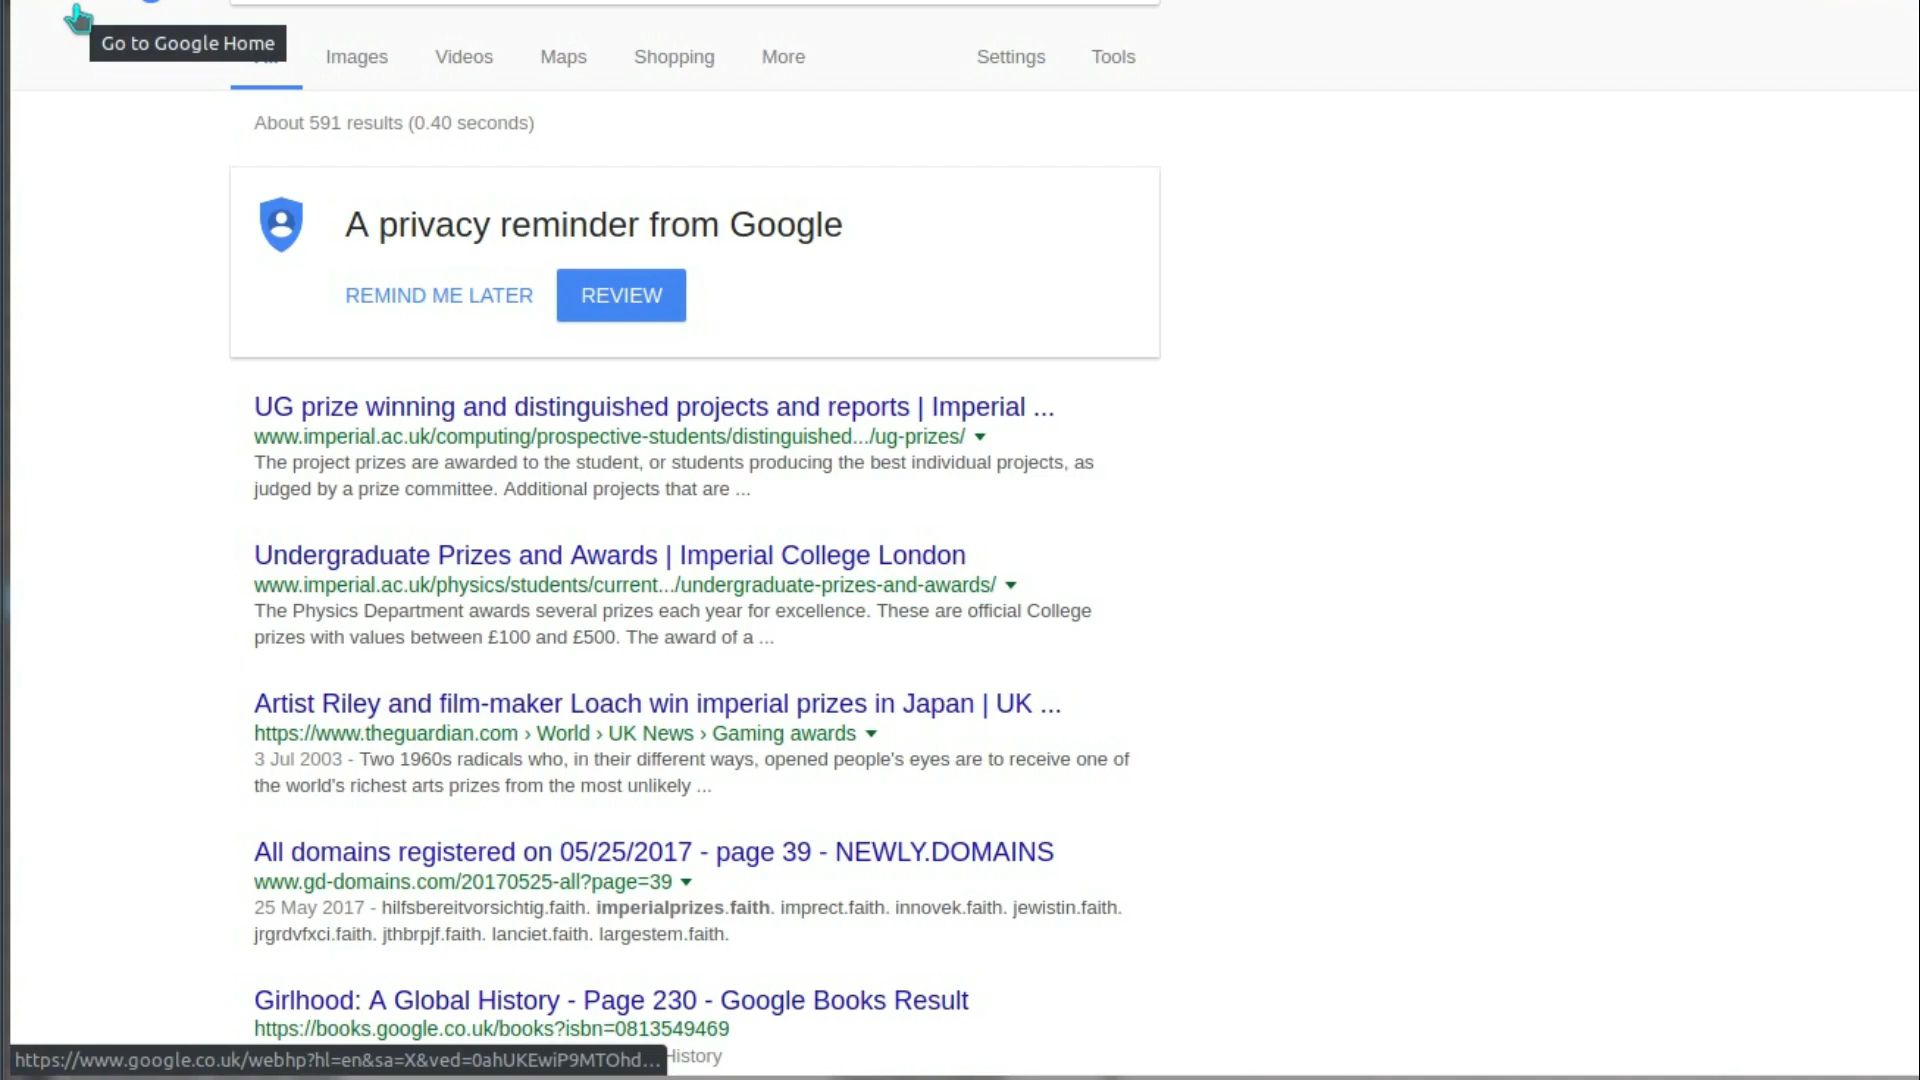 Go to Google Home
Images Videos Maps Shopping More Settings Tools
About 591 results (0.40 seconds)
A privacy reminder from Google
REMIND ME LATER REVIEW
UG prize winning and distinguished projects and reports | Imperial ...
www.imperial.ac.uk/computing/prospective-students/distinguished.../ug-prizes/
The project prizes are awarded to the student, or students producing the best individual projects, as
judged by a prize committee. Additional projects that are ...
Undergraduate Prizes and Awards | Imperial College London
www.imperial.ac.uk/physics/students/current.../undergraduate-prizes-and-awards/
The Physics Department awards several prizes each year for excellence. These are official College
prizes with values between £100 and £500. The award of a ...
Artist Riley and film-maker Loach win imperial prizes in Japan | UK ...
https://www.theguardian.com › World › UK News › Gaming awards
3 Jul 2003 - Two 1960s radicals who, in their different ways, opened people's eyes are to receive one of
the world's richest arts prizes from the most unlikely ...
All domains registered on 05/25/2017 - page 39 - NEWLY.DOMAINS
www.gd-domains.com/20170525-all?page=39
25 May 2017 - hilfsbereitvorsichtig.faith. imperialprizes.faith. imprect.faith. innovek.faith. jewistin.faith.
jrgrdvfxci.faith. jthbrpjf.faith. lanciet.faith. largestem.faith.
Girlhood: A Global History - Page 230 - Google Books Result
https://books.google.co.uk/books?isbn=0813549469
https://www.google.co.uk/webhp?hl=en&sa=X&ved=0ahUKEwiP9MTOhd... History